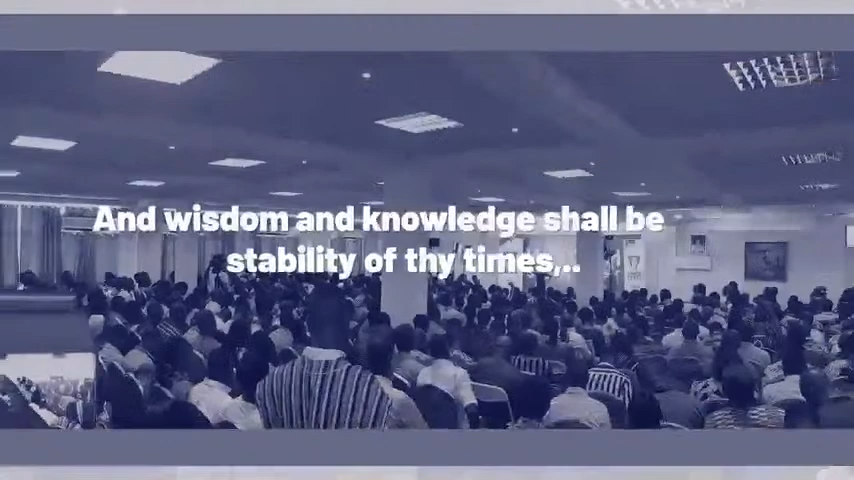 And wisdom and knowledge shall be
stability of thy times,..